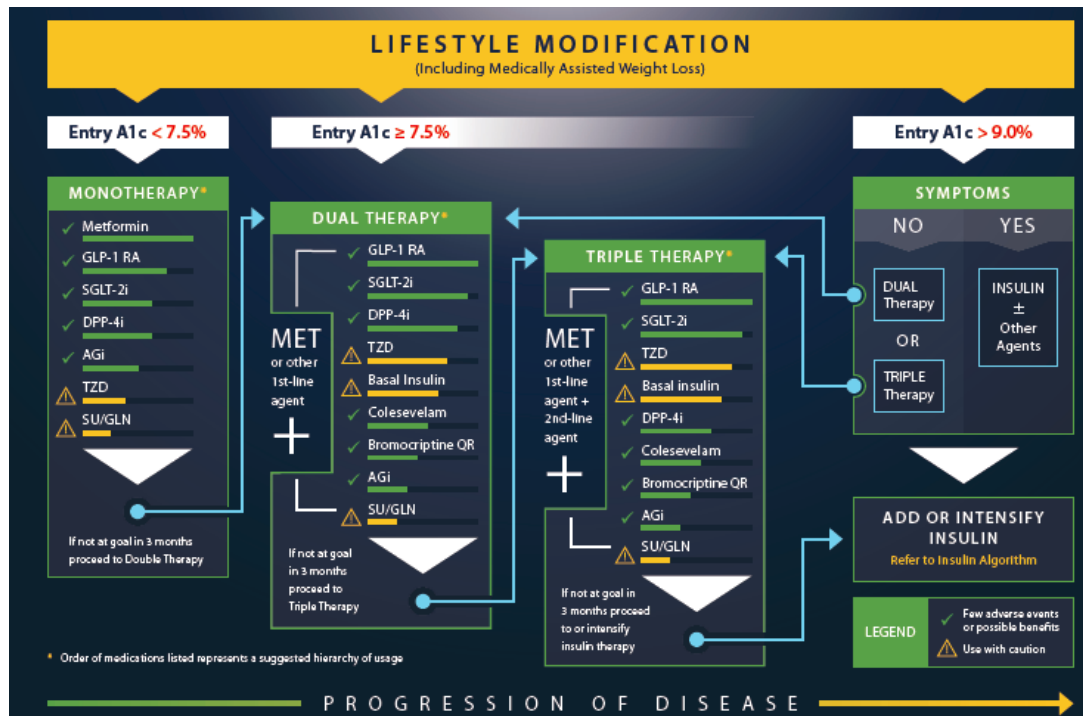 LIFESTYLE MODIFICATION
(Including Medically Assisted Weight Loss)
Entry A1c < 7.5%
Entry A1c ≥ 7.5%
Entry A1c > 9.0%
MONOTHERAPY*
Metformin
GLP-1 RA
SGLT-2i
DPP-4i
AGi
TZD
SU/GLN
If not at goal in 3 months
proceed to Double Therapy
DUAL THERAPY*
MET
or other
1st-line
agent
+
GLP-1 RA
SGLT-2i
DPP-4i
TZD
Basal Insulin
Colesevelam
Bromocriptine QR
AGi
SU/GLN
If not at goal
in 3 months
proceed to
Triple Therapy
TRIPLE THERAPY*
MET
or other
1st-line
agent +
2nd-line
agent
+
GLP-1 RA
SGLT-2i
TZD
Basal insulin
DPP-4i
Colesevelam
Bromocriptine QR
AGi
SU/GLN
If not at goal in
3 months proceed
to or intensify
insulin therapy
SYMPTOMS
NO
YES
DUAL
Therapy
OR
TRIPLE
Therapy
INSULIN
±
Other
Agents
ADD OR INTENSIFY
INSULIN
Refer to Insulin Algorithm
LEGEND
Few adverse events
or possible benefits
Use with caution
* Order of medications listed represents a suggested hierarchy of usage
PROGRESSION OF DISEASE